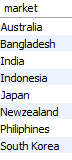 market
Australia
Bangladesh
India
Indonesia
Japan
Newzealand
Philiphines
South Korea